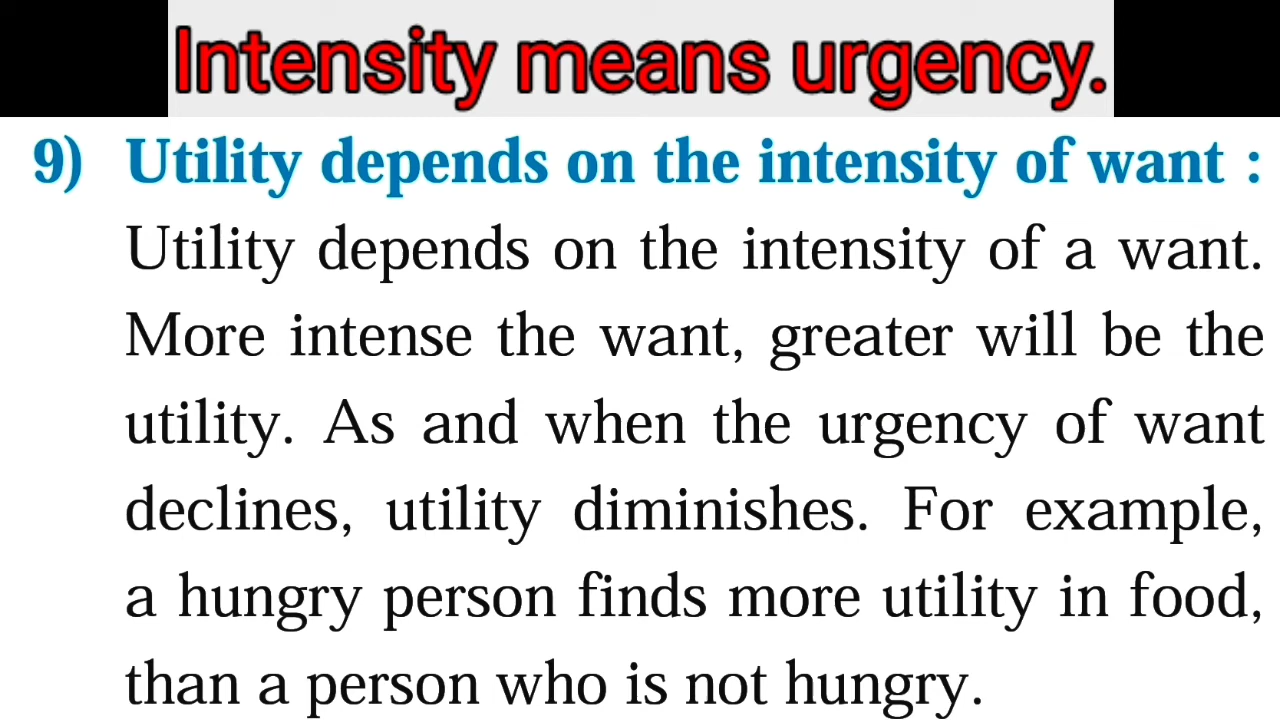 Intensity means urgency.
9) Utility depends on the intensity of want :
Utility depends on the intensity of a want.
More intense the want, greater will be the
utility. As and when the urgency of want
declines, utility diminishes. For example,
a hungry person finds more utility in food,
than a person who is not hungry.